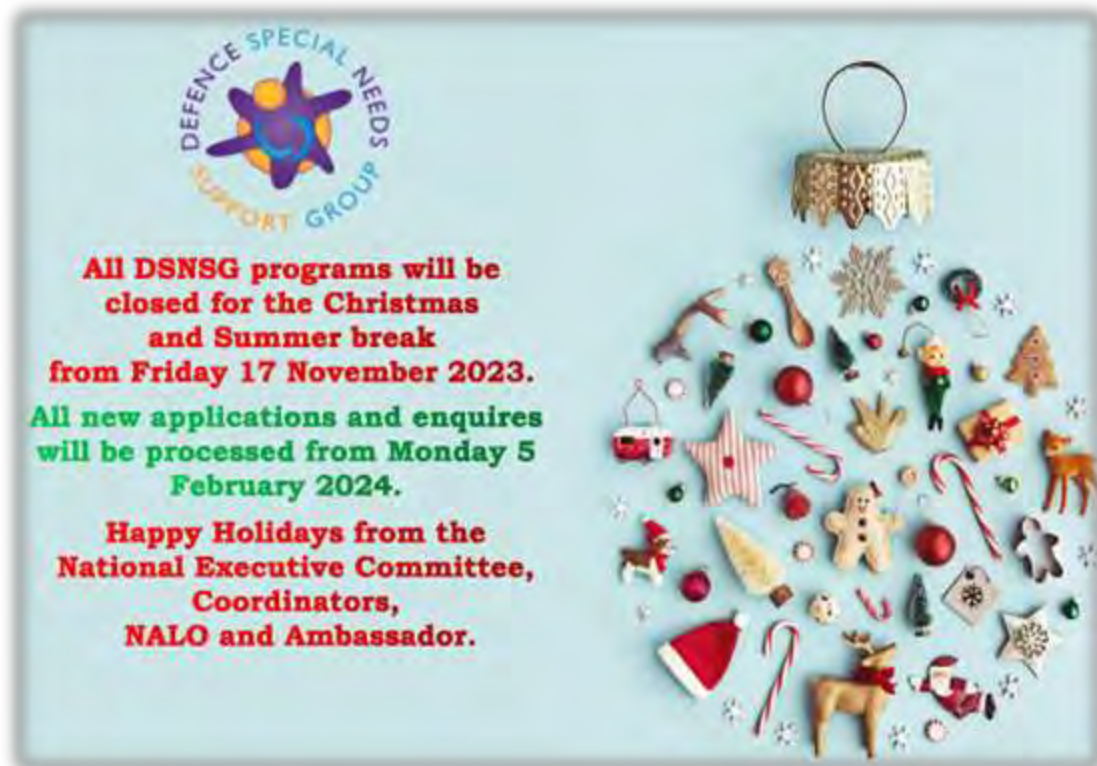 DEFENCE SPECIAL NEEDS
SUPPORT GROUP
All DSNSG programs will be
closed for the Christmas
and Summer break
from Friday 17 November 2023.
All new applications and enquires
will be processed from Monday 5
February 2024.
Happy Holidays from the
National Executive Committee,
Coordinators,
NALO and Ambassador.